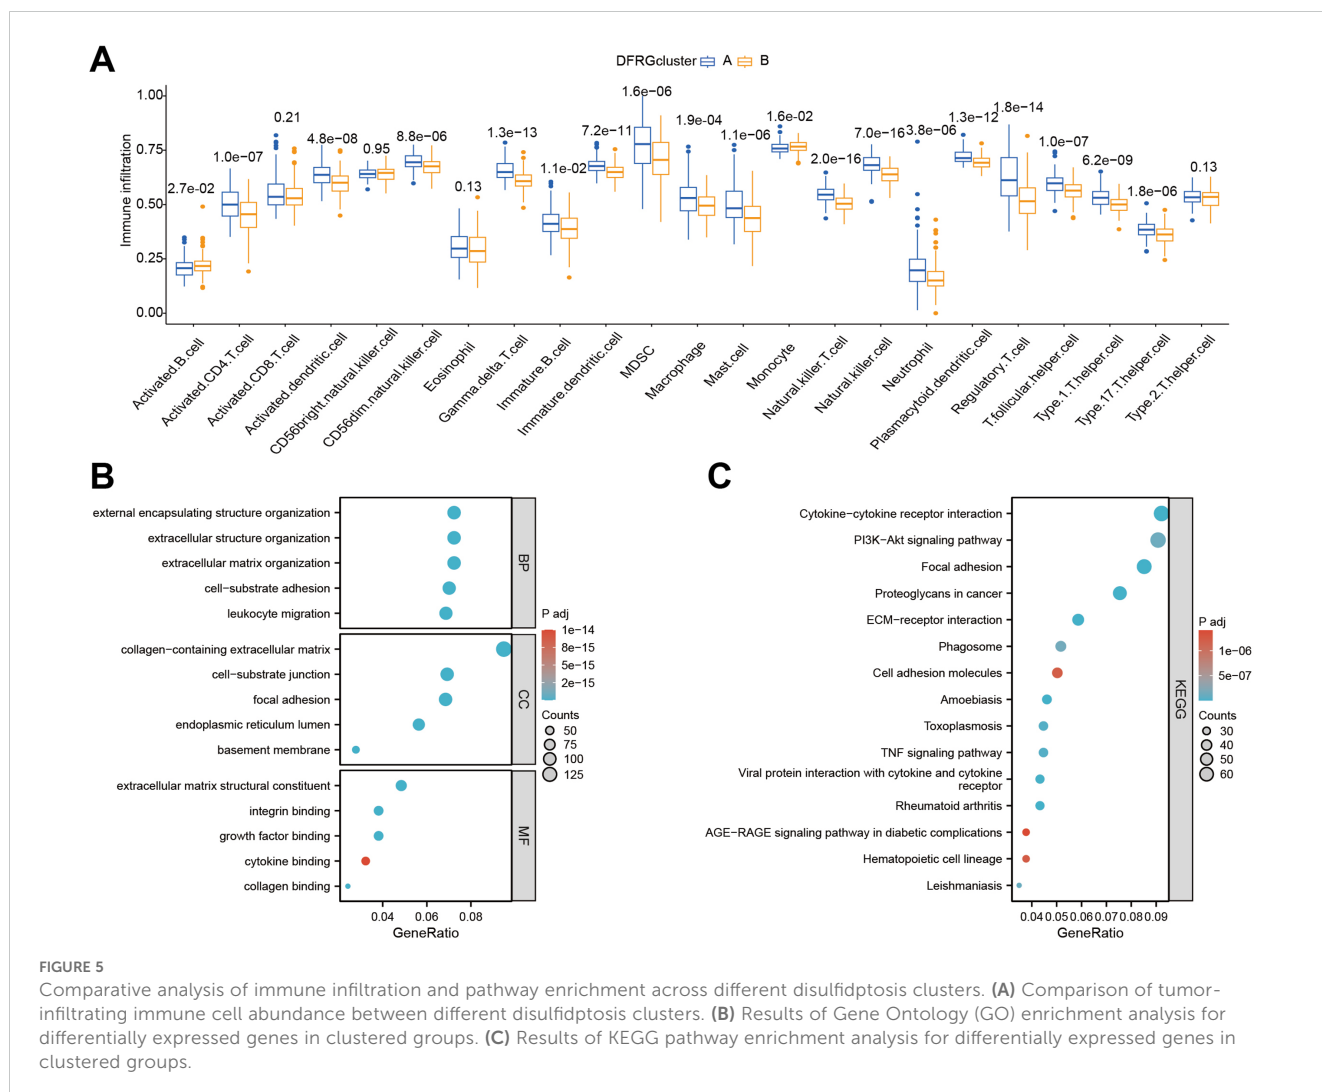 A
DFRGcluster A B
Immune infiltration
1.00
0.75
0.50
0.25
0.00
2.7e−02
1.0e−07
0.21
4.8e−08
0.95
8.8e−06
0.13
1.3e−13
1.1e−02
7.2e−11
1.6e−06
1.9e−04
1.1e−06
1.6e−02
2.0e−16
7.0e−16
3.8e−06
1.3e−12
1.8e−14
1.0e−07
6.2e−09
1.8e−06
0.13
Activated.B.cell
Activated.CD4.T.cell
Activated.CD8.T.cell
Activated.dendritic.cell
CD56bright.natural.killer.cell
CD56dim.natural.killer.cell
Eosinophil
Gamma.delta.T.cell
Immature.B.cell
Immature.dendritic.cell
MDSC
Macrophage
Mast.cell
Monocyte
Natural.killer.T.cell
Natural.killer.cell
Neutrophil
Plasmacytoid.dendritic.cell
Regulatory.T.cell
T.follicular.helper.cell
Type.1.T.helper.cell
Type.17.T.helper.cell
Type.2.T.helper.cell
B
external encapsulating structure organization
extracellular structure organization
extracellular matrix organization
cell−substrate adhesion
leukocyte migration
BP
collagen−containing extracellular matrix
cell−substrate junction
focal adhesion
endoplasmic reticulum lumen
basement membrane
CC
extracellular matrix structural constituent
integrin binding
growth factor binding
cytokine binding
collagen binding
MF
0.04 0.06 0.08
GeneRatio
P adj
1e−14
8e−15
5e−15
2e−15
Counts
50
75
100
125
C
Cytokine−cytokine receptor interaction
PI3K−Akt signaling pathway
Focal adhesion
Proteoglycans in cancer
ECM−receptor interaction
Phagosome
Cell adhesion molecules
Amoebiasis
Toxoplasmosis
TNF signaling pathway
Viral protein interaction with cytokine and cytokine
receptor
Rheumatoid arthritis
AGE−RAGE signaling pathway in diabetic complications
Hematopoietic cell lineage
Leishmaniasis
KEGG
0.04 0.05 0.06 0.07 0.08 0.09
GeneRatio
P adj
1e−06
5e−07
Counts
30
40
50
60
FIGURE 5
Comparative analysis of immune infiltration and pathway enrichment across different disulfidptosis clusters. (A) Comparison of tumor-
infiltrating immune cell abundance between different disulfidptosis clusters. (B) Results of Gene Ontology (GO) enrichment analysis for
differentially expressed genes in clustered groups. (C) Results of KEGG pathway enrichment analysis for differentially expressed genes in
clustered groups.